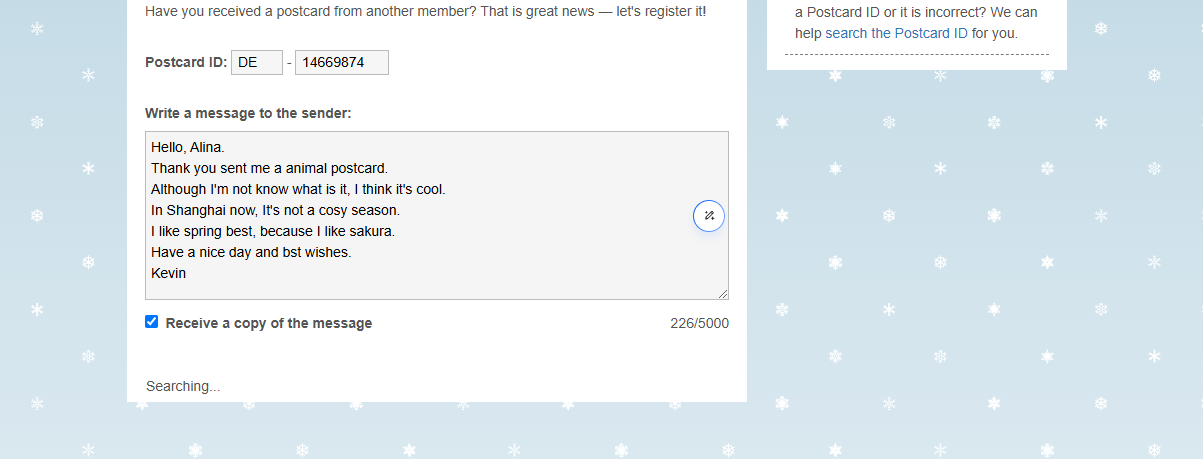 Have you received a postcard from another member? That is great news — let's register it!
a Postcard ID or it is incorrect? We can
help search the Postcard ID for you.
Postcard ID: DE - 14669874
Write a message to the sender:
Hello, Alina.
Thank you sent me a animal postcard.
Although I'm not know what is it, I think it's cool.
In Shanghai now, It's not a cosy season.
I like spring best, because I like sakura.
Have a nice day and bst wishes.
Kevin
Receive a copy of the message 226/5000
Searching...